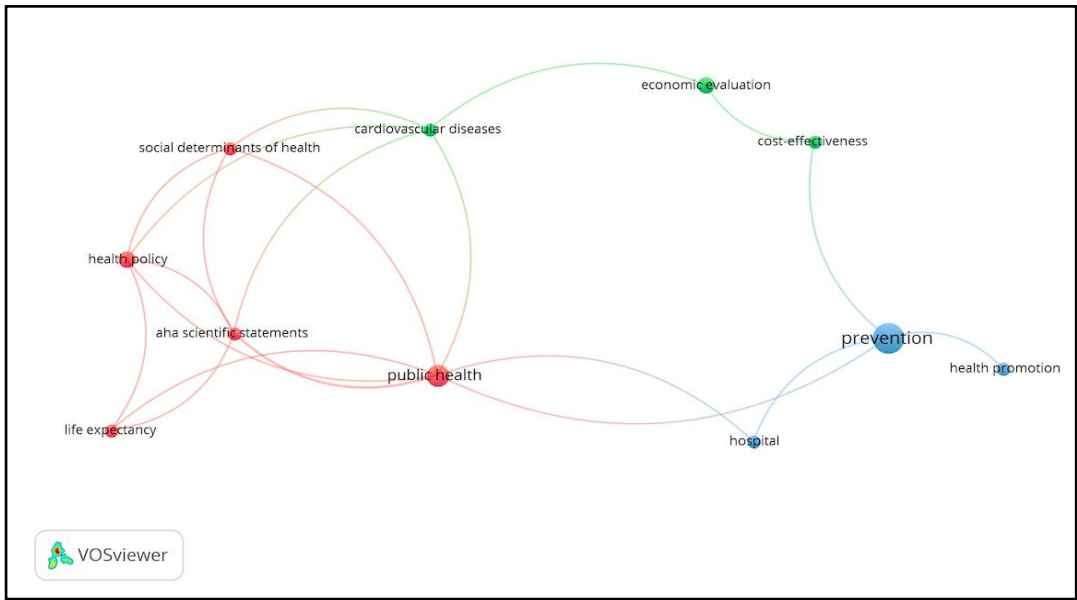 economic evaluation
cardiovascular diseases
cost-effectiveness
social determinants of health
health policy
aha scientific statements
prevention
health promotion
public health
life expectancy
hospital
VOSviewer